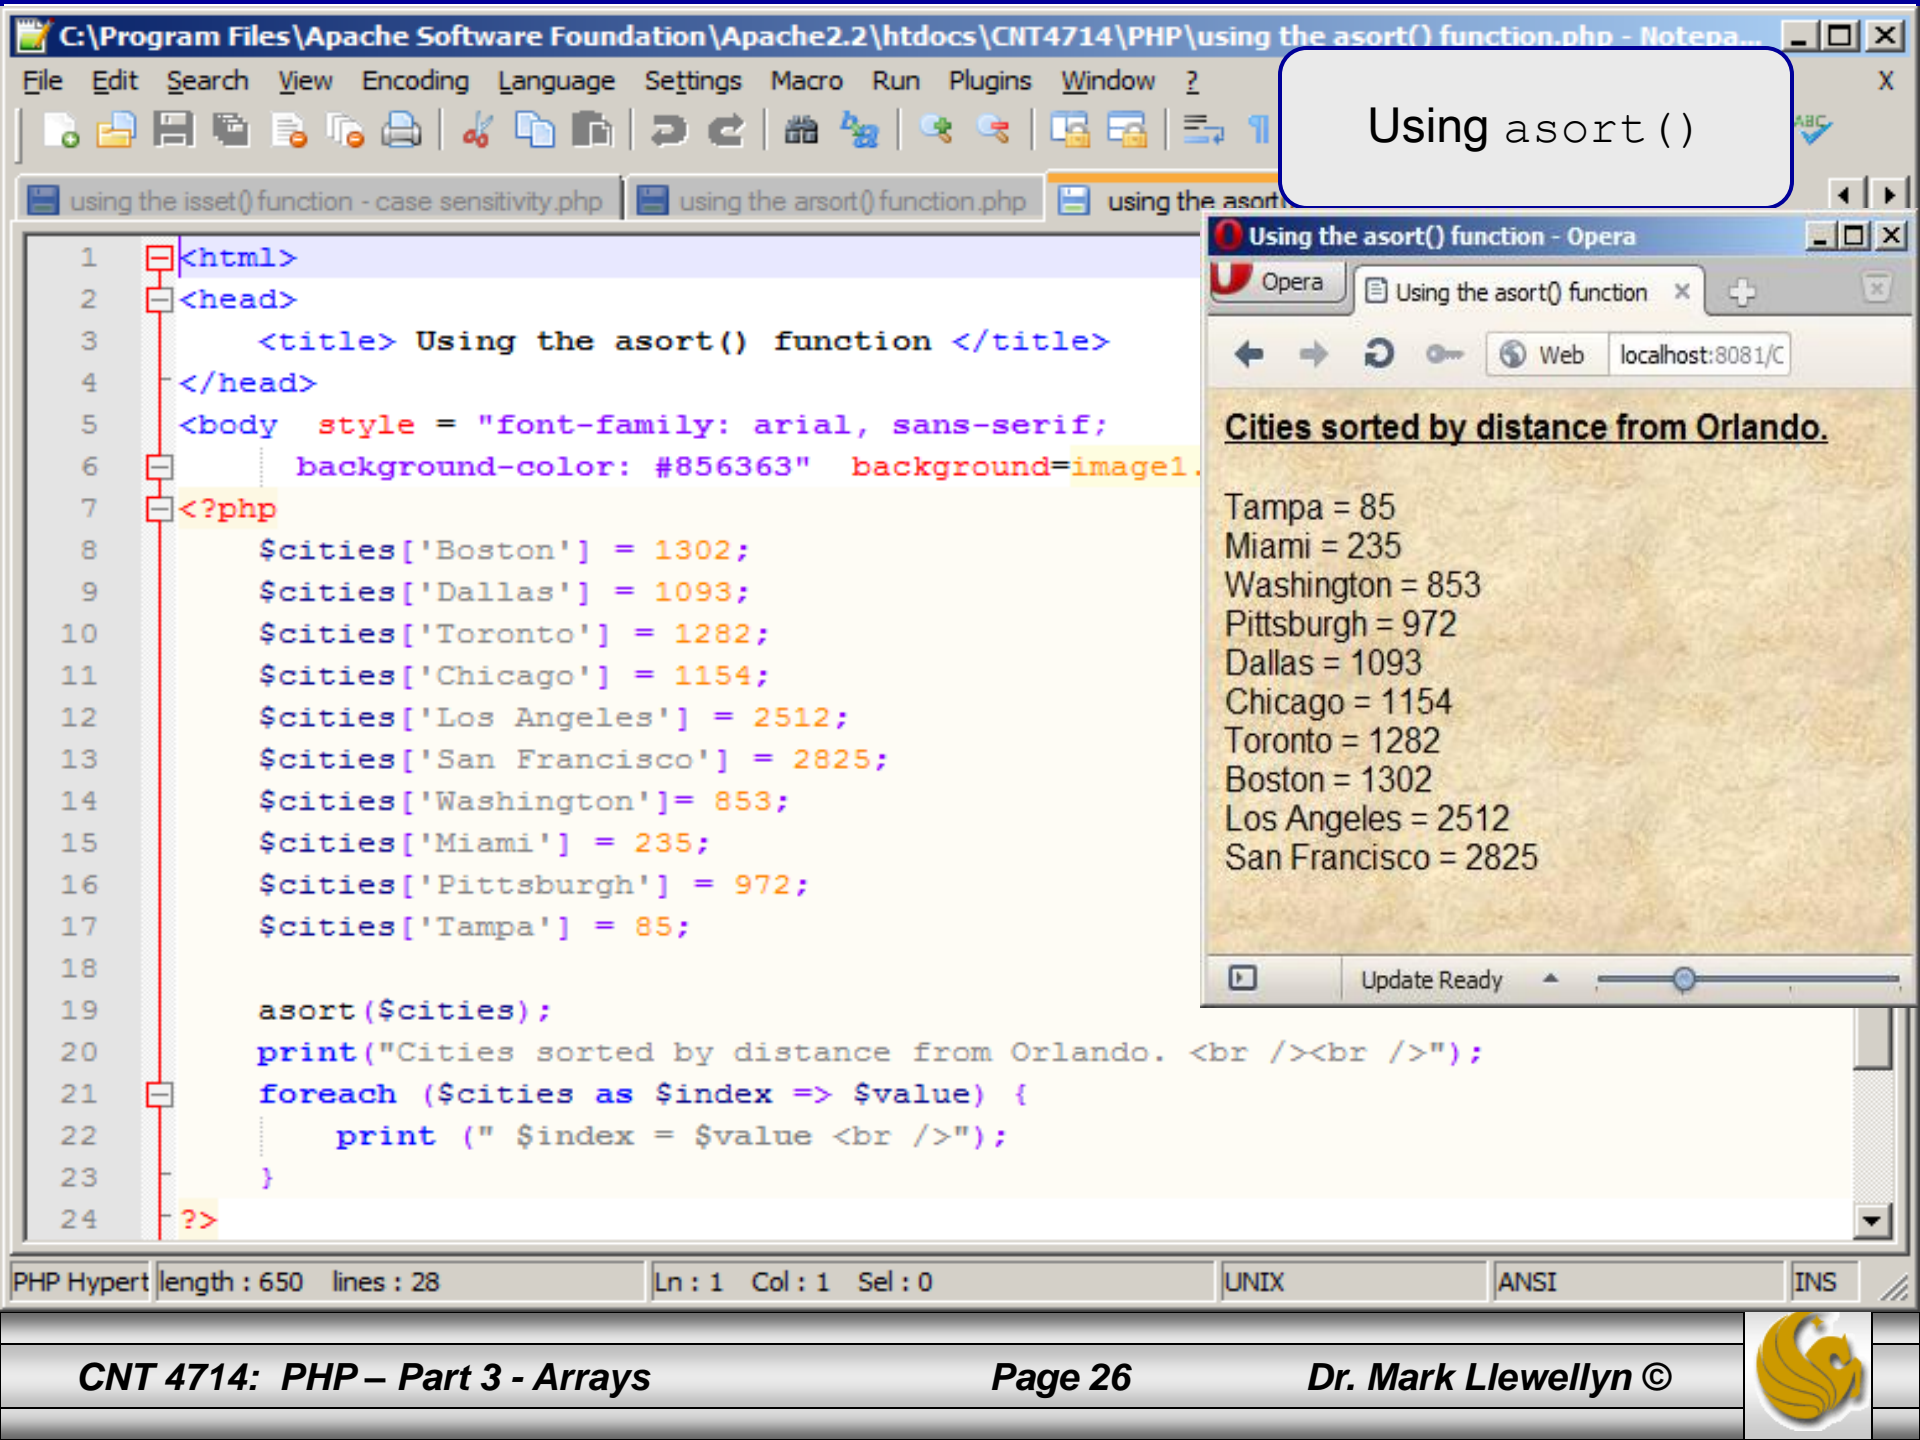 C:\Program Files\Apache Software Foundation\Apache2.2\htdocs\CNT4714\PHP\using the asort() function.php - Notepa...
File Edit Search View Encoding Language Settings Macro Run Plugins Window ? X
Using asort()
ABC
using the isset() function - case sensitivity.php using the arsort() function.php using the asort()
1 <html>
2 <head>
3 <title> Using the asort() function </title>
4 </head>
5 <body style = "font-family: arial, sans-serif;
6 background-color: #856363" background=image1.
7 <?php
8 $cities['Boston'] = 1302;
9 $cities['Dallas'] = 1093;
10 $cities['Toronto'] = 1282;
11 $cities['Chicago'] = 1154;
12 $cities['Los Angeles'] = 2512;
13 $cities['San Francisco'] = 2825;
14 $cities['Washington']= 853;
15 $cities['Miami'] = 235;
16 $cities['Pittsburgh'] = 972;
17 $cities['Tampa'] = 85;
18
19 asort($cities);
20 print("Cities sorted by distance from Orlando. <br /><br />");
21 foreach ($cities as $index => $value) {
22 print (" $index = $value <br />");
23 }
24 ?>
Using the asort() function - Opera
Opera Using the asort() function
Web localhost:8081/C
Cities sorted by distance from Orlando.
Tampa = 85
Miami = 235
Washington = 853
Pittsburgh = 972
Dallas = 1093
Chicago = 1154
Toronto = 1282
Boston = 1302
Los Angeles = 2512
San Francisco = 2825
Update Ready
PHP Hypert length : 650 lines : 28 Ln : 1 Col : 1 Sel : 0 UNIX ANSI INS
CNT 4714: PHP – Part 3 - Arrays Page 26 Dr. Mark Llewellyn ©